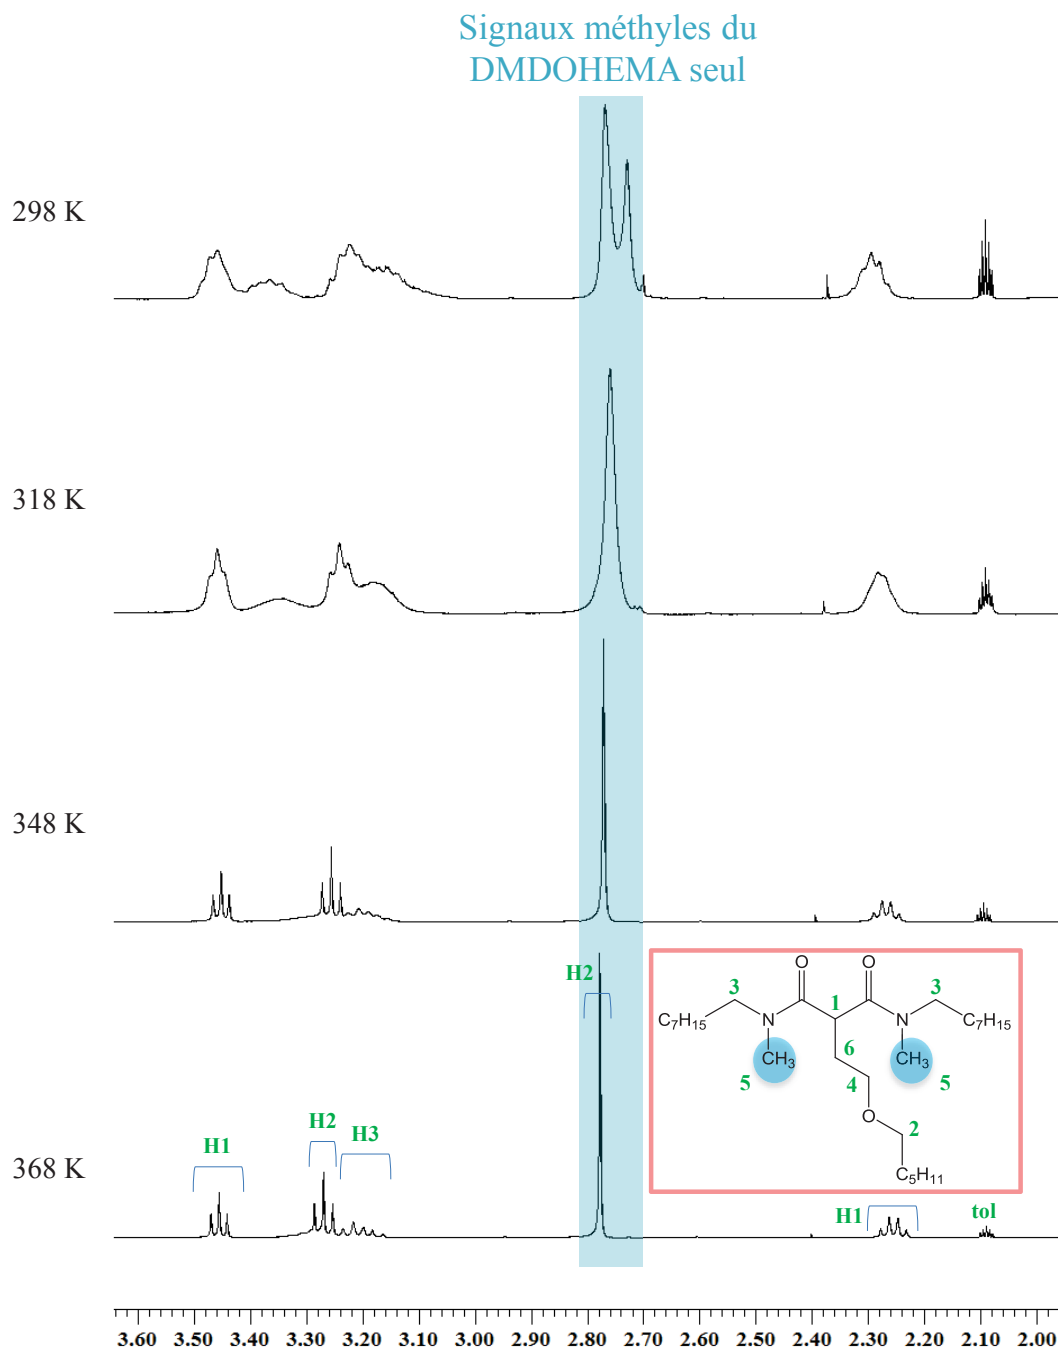 Signaux méthyles du
DMDOHEMA seul
298 K
318 K
348 K
368 K
H1
H2
H3
H2
H1
tol
O
O
3
1
3
C7H15
N
N
C7H15
CH3
6
CH3
5
4
5
O
2
C5H11
3.60 3.50 3.40 3.30 3.20 3.10 3.00 2.90 2.80 2.70 2.60 2.50 2.40 2.30 2.20 2.10 2.00